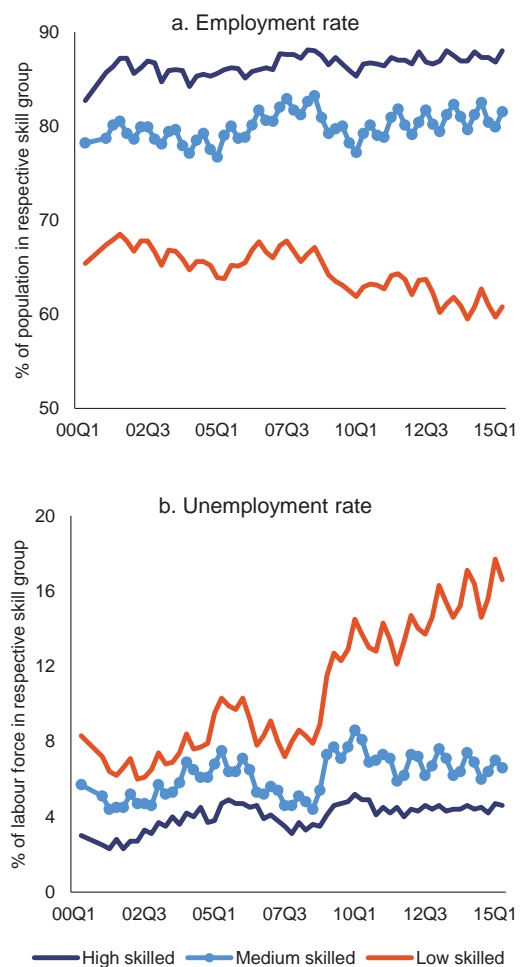 a. Employment rate
% of population in respective skill group
90
80
70
60
50
00Q1 02Q3 05Q1 07Q3 10Q1 12Q3 15Q1
b. Unemployment rate
% of labour force in respective skill group
20
16
12
8
4
0
00Q1 02Q3 05Q1 07Q3 10Q1 12Q3 15Q1
High skilled Medium skilled Low skilled